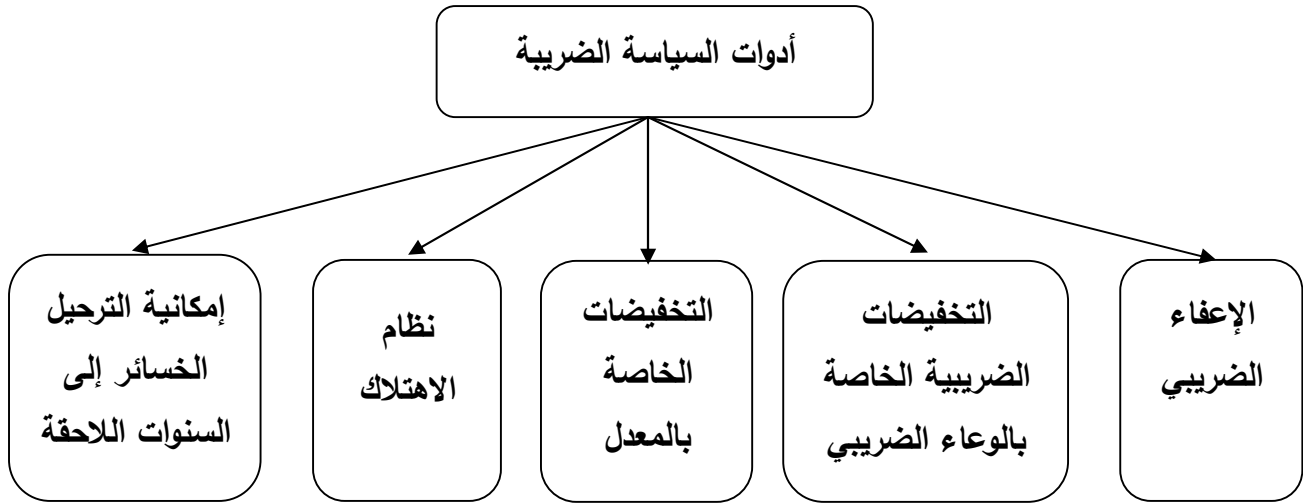 أدوات السياسة الضريبة
الإعفاء
الضريبي
التخفيضات
الضريبية الخاصة
بالوعاء الضريبي
التخفيضات
الخاصة
بالمعدل
نظام
الاهتلاك
إمكانية الترحيل
الخسائر إلى
السنوات اللاحقة